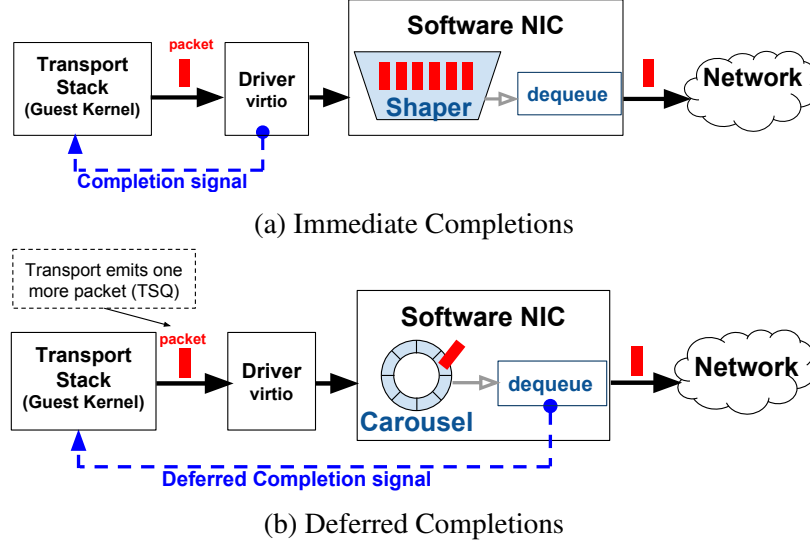 Software NIC
packet
Transport
Stack
(Guest Kernel)
Driver
virtio
Shaper
dequeue
Network
Completion signal
(a) Immediate Completions
Transport emits one
more packet (TSQ)
Software NIC
packet
Transport
Stack
(Guest Kernel)
Driver
virtio
Carousel
dequeue
Network
Deferred Completion signal
(b) Deferred Completions